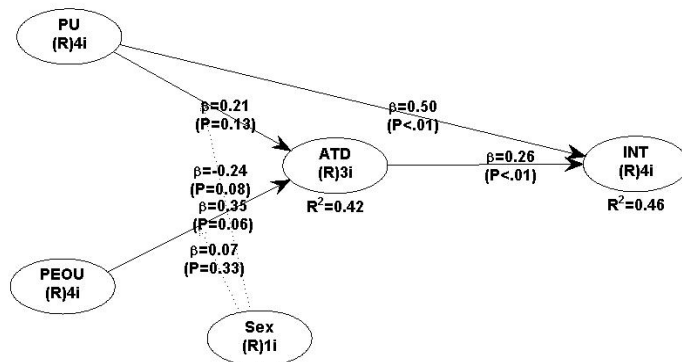 PU
(R)4i
β=0.21
(P=0.13)
β=0.50
(P<.01)
β=-0.24
(P=0.08)
ATD
(R)3i
R²=0.42
β=0.26
(P<.01)
INT
(R)4i
R²=0.46
β=0.35
(P=0.06)
β=0.07
(P=0.33)
PEOU
(R)4i
Sex
(R)1i